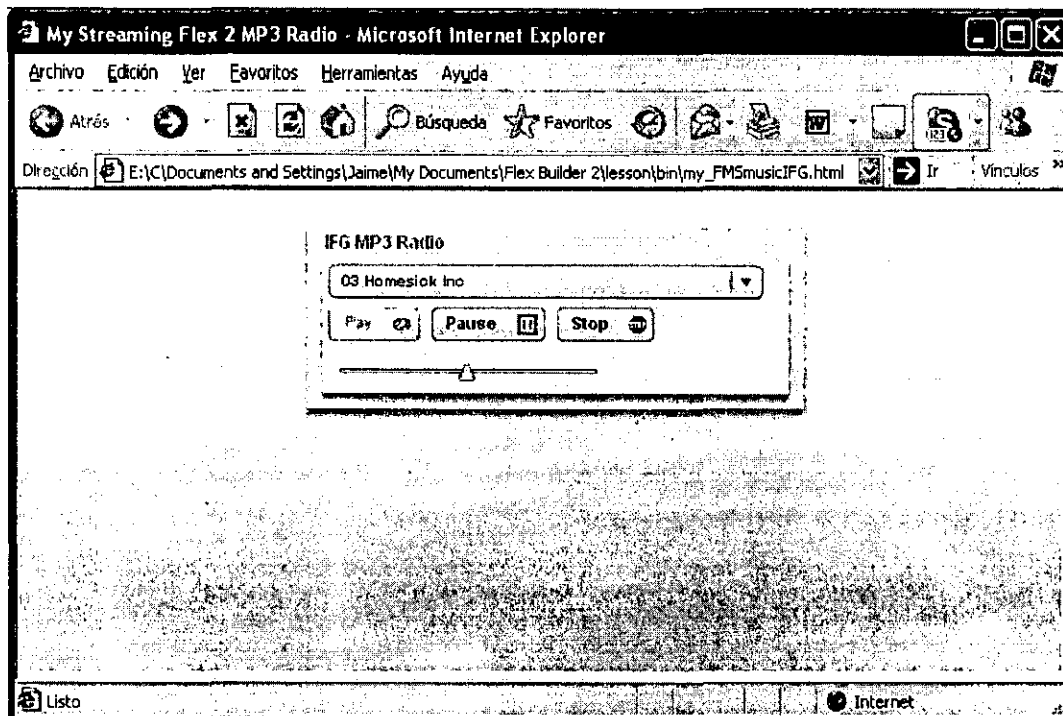 My Streaming Flex 2 MP3 Radio - Microsoft Internet Explorer
Archivo Edición Ver Favoritos Herramientas Ayuda
Atrás Búsqueda Favoritos
Dirección E:\C\Documents and Settings\Jaime\My Documents\Flex Builder 2\lesson\bin\my_FMSmusicIFG.html Ir Vínculos »
IFG MP3 Radio
03 Homesick Inc
Pay Pause Stop
Listo Internet